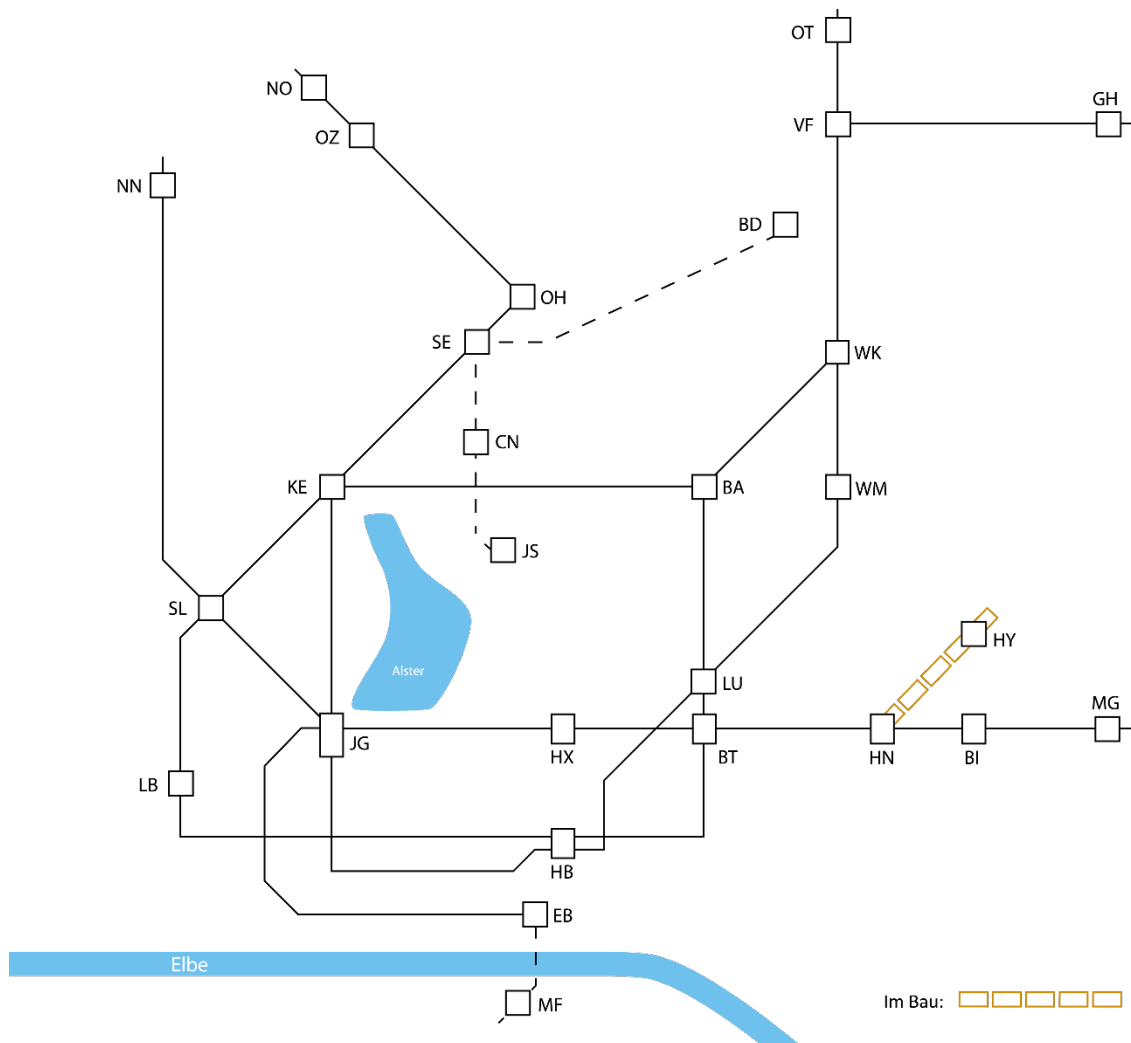 OT
NO
GH
VF
OZ
NN
BD
OH
SE
WK
CN
KE
BA
WM
JS
SL
HY
Alster
LU
MG
JG
HX
BT
HN
BI
LB
HB
EB
Elbe
MF
Im Bau: